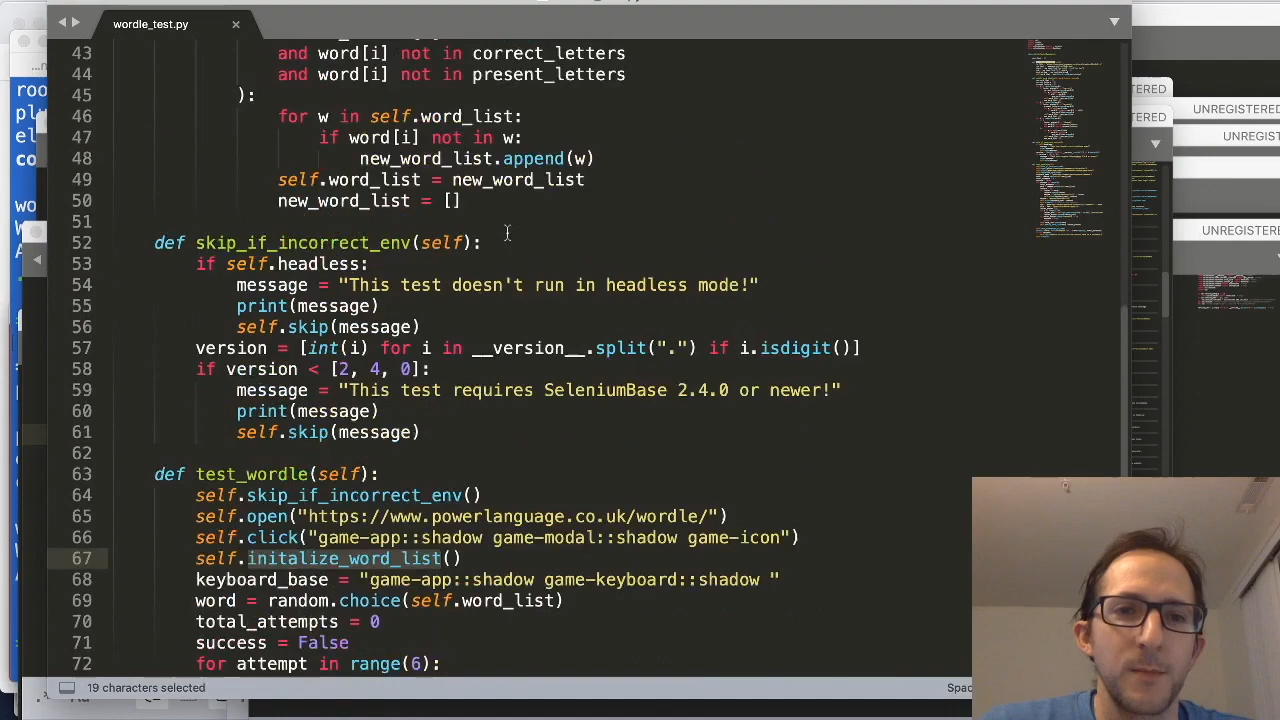 wordle_test.py
43 and word[i] not in correct_letters
44 and word[i] not in present_letters
45 ):
46 for w in self.word_list:
47 if word[i] not in w:
48 new_word_list.append(w)
49 self.word_list = new_word_list
50 new_word_list = []
51
52 def skip_if_incorrect_env(self):
53 if self.headless:
54 message = "This test doesn't run in headless mode!"
55 print(message)
56 self.skip(message)
57 version = [int(i) for i in __version__.split(".") if i.isdigit()]
58 if version < [2, 4, 0]:
59 message = "This test requires SeleniumBase 2.4.0 or newer!"
60 print(message)
61 self.skip(message)
62
63 def test_wordle(self):
64 self.skip_if_incorrect_env()
65 self.open("https://www.powerlanguage.co.uk/wordle/")
66 self.click("game-app::shadow game-modal::shadow game-icon")
67 self.initalize_word_list()
68 keyboard_base = "game-app::shadow game-keyboard::shadow "
69 word = random.choice(self.word_list)
70 total_attempts = 0
71 success = False
72 for attempt in range(6):
19 characters selected
Spac
TERED
UNREGISTERED
TERED
UNREGISTERED
UNREGISTERED